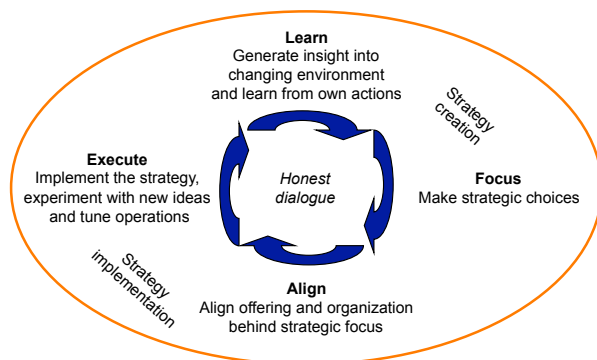 Learn
Generate insight into
changing environment
and learn from own actions
Strategy
creation
Execute
Implement the strategy,
experiment with new ideas
and tune operations
Honest
dialogue
Focus
Make strategic choices
Strategy
implementation
Align
Align offering and organization
behind strategic focus